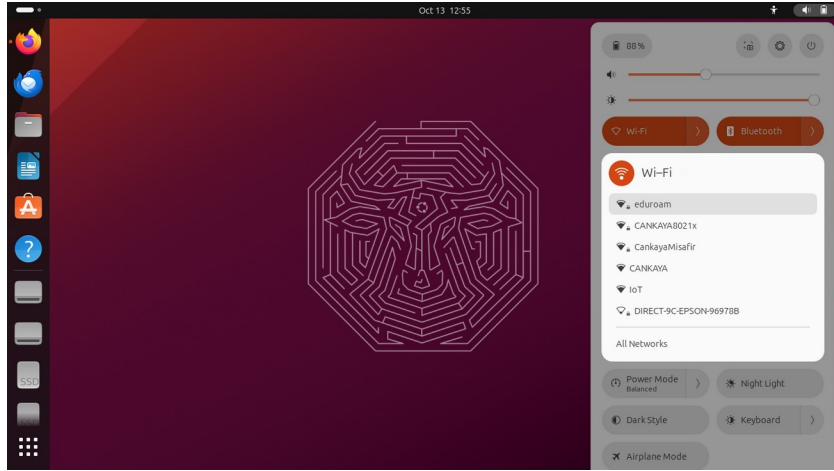 Oct 13 12:55
88 %
Wi-Fi
Bluetooth
Wi–Fi
eduroam
CANKAYA8021x
CankayaMisafir
CANKAYA
IoT
DIRECT-9C-EPSON-96978B
All Networks
Power Mode
Balanced
Night Light
Dark Style
Keyboard
Airplane Mode
SSD